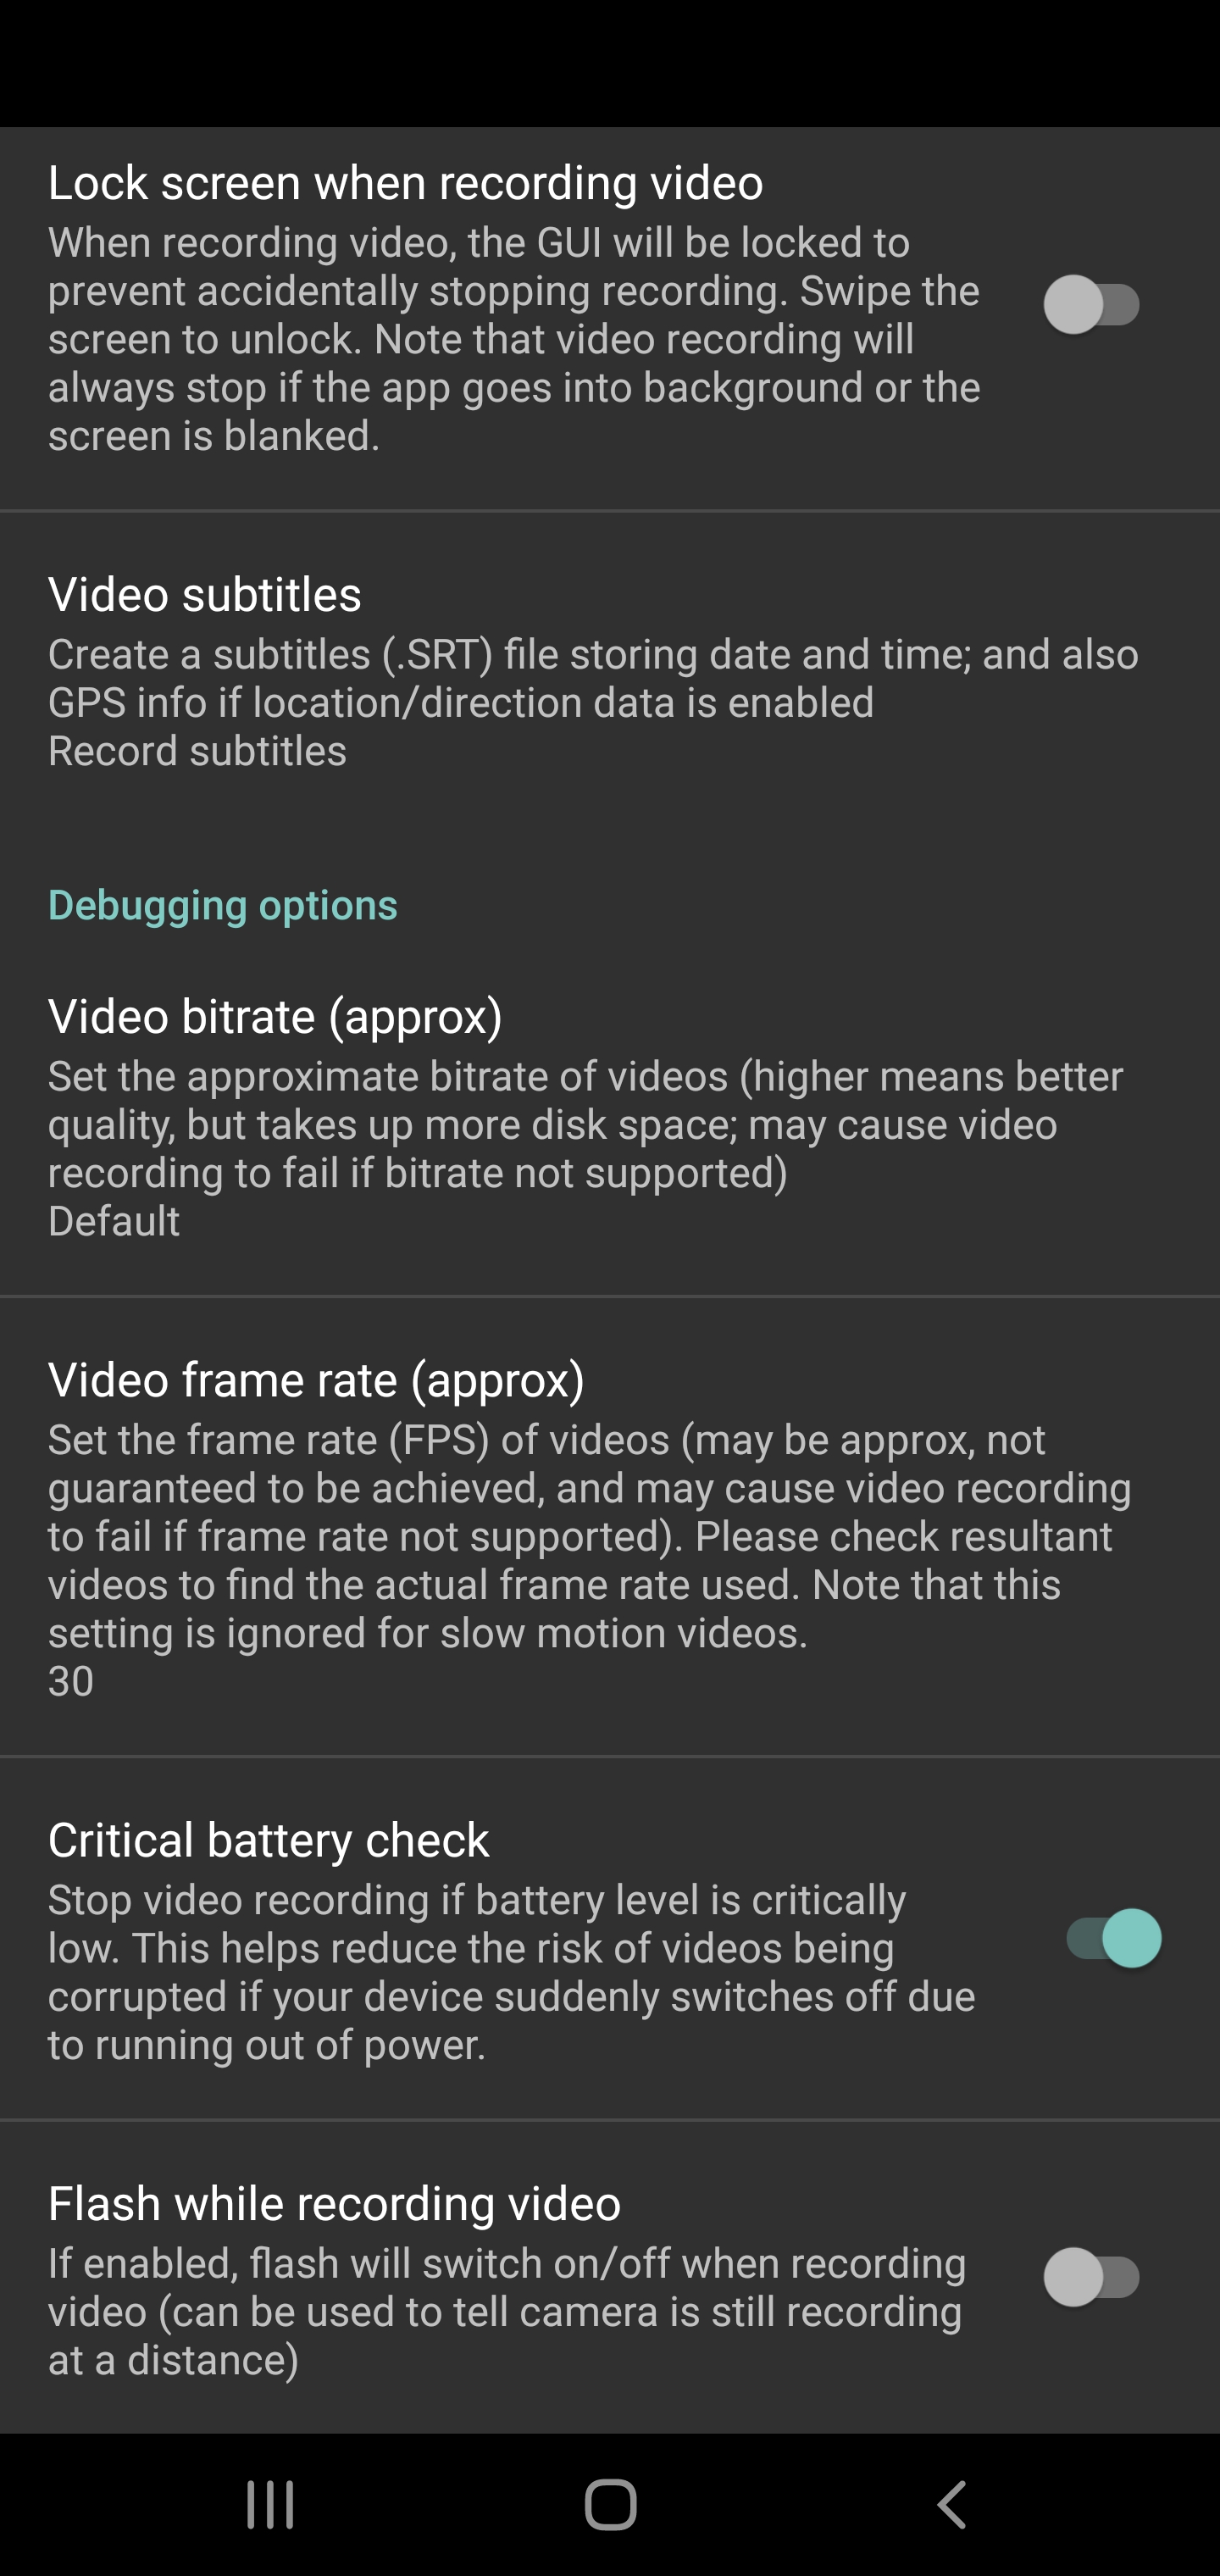 Lock screen when recording video
When recording video, the GUI will be locked to
prevent accidentally stopping recording. Swipe the
screen to unlock. Note that video recording will
always stop if the app goes into background or the
screen is blanked.
Video subtitles
Create a subtitles (.SRT) file storing date and time; and also
GPS info if location/direction data is enabled
Record subtitles
Debugging options
Video bitrate (approx)
Set the approximate bitrate of videos (higher means better
quality, but takes up more disk space; may cause video
recording to fail if bitrate not supported)
Default
Video frame rate (approx)
Set the frame rate (FPS) of videos (may be approx, not
guaranteed to be achieved, and may cause video recording
to fail if frame rate not supported). Please check resultant
videos to find the actual frame rate used. Note that this
setting is ignored for slow motion videos.
30
Critical battery check
Stop video recording if battery level is critically
low. This helps reduce the risk of videos being
corrupted if your device suddenly switches off due
to running out of power.
Flash while recording video
If enabled, flash will switch on/off when recording
video (can be used to tell camera is still recording
at a distance)